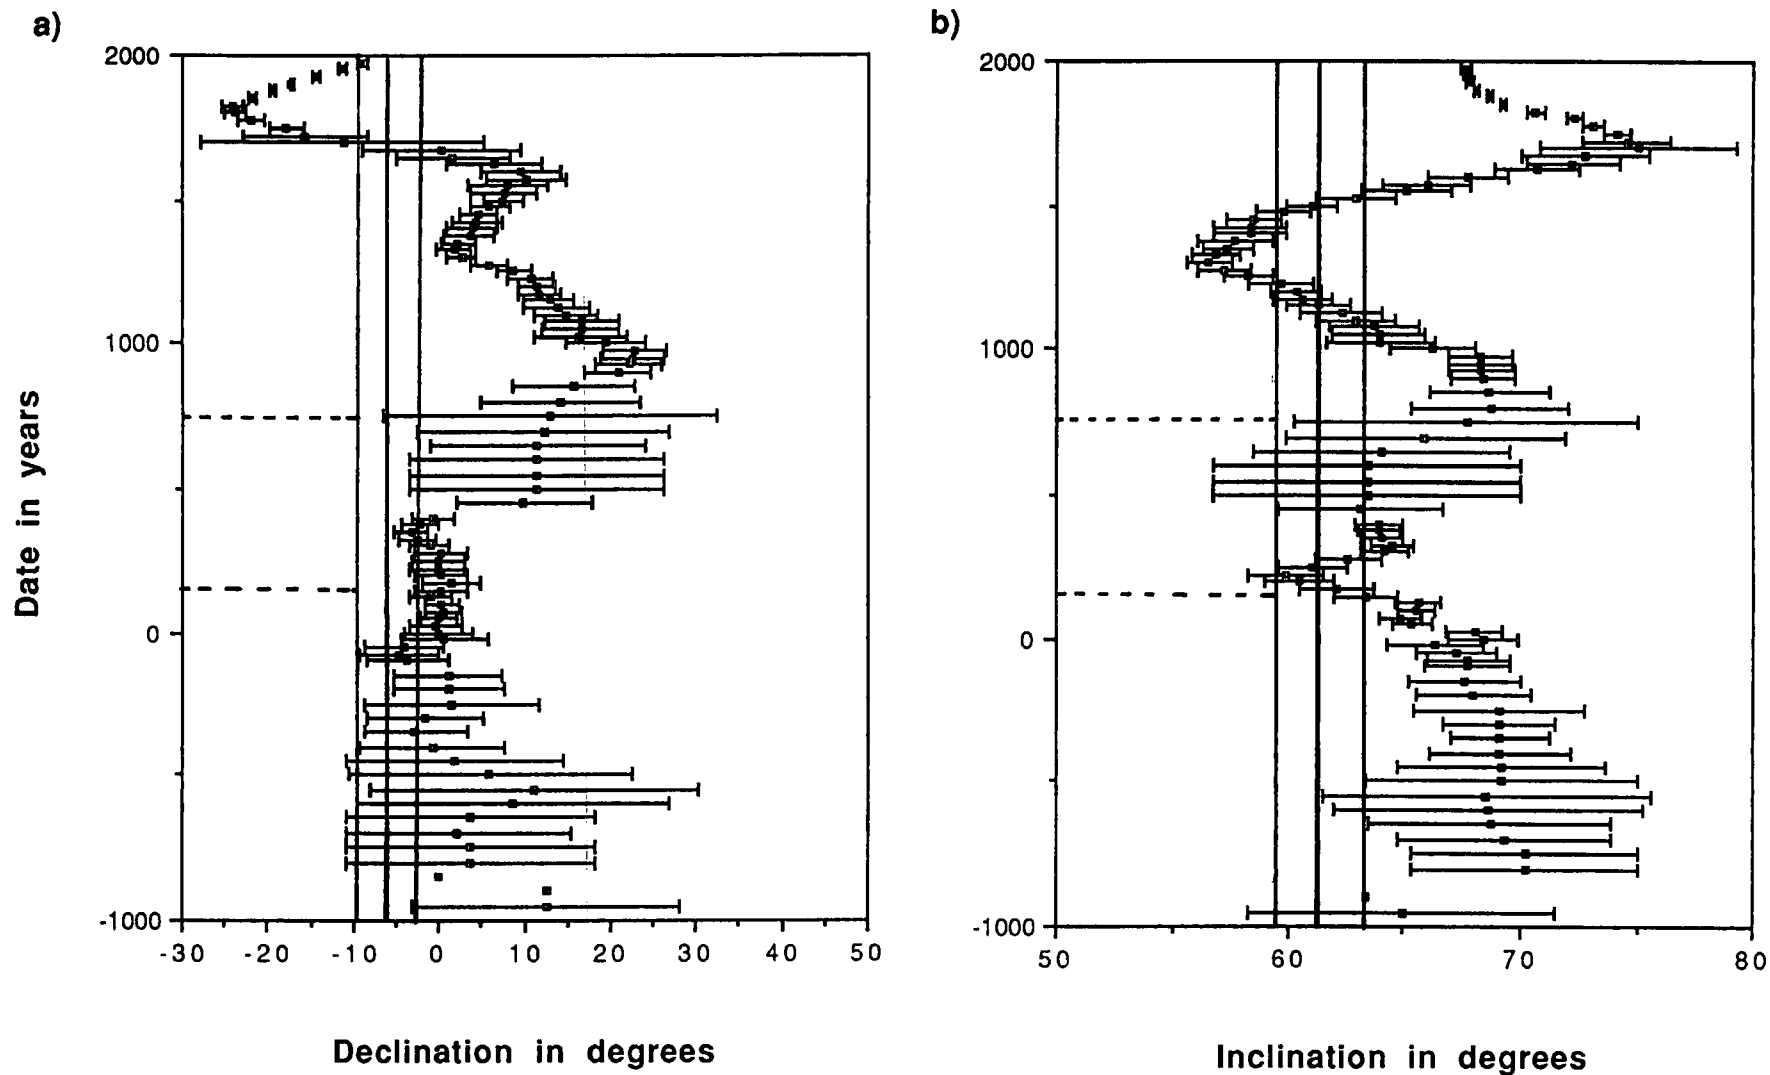 a)
b)
2000
1000
0
-1000
-30 -20 -10 0 10 20 30 40 50
Date in years
Declination in degrees
2000
1000
0
-1000
50 60 70 80
Inclination in degrees